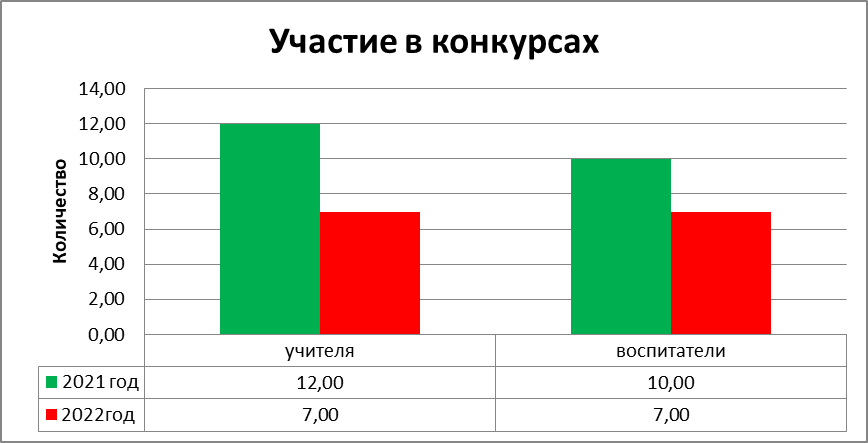 Участие в конкурсах
Количество
14,00
12,00
10,00
8,00
6,00
4,00
2,00
0,00
учителя воспитатели
2021 год 12,00 10,00
2022год 7,00 7,00